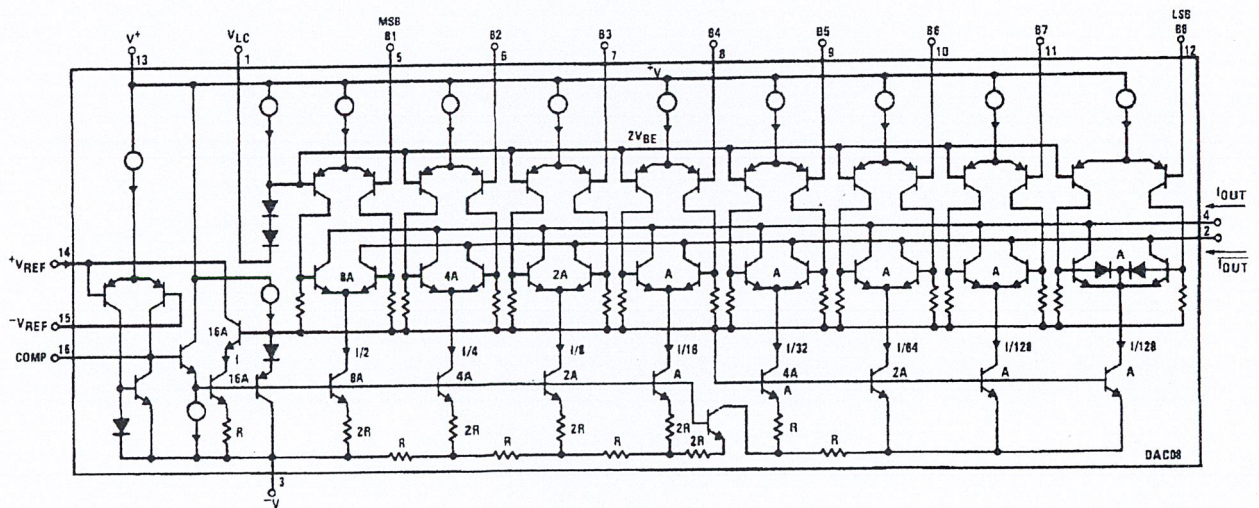 V+ VLC MSB B1 B2 B3 B4 B5 B6 B7 LSB B8
13 1 5 6 7 8 9 10 11 12
+V
2VBE
IOUT
4
2
IOUT
+VREF 14
8A 4A 2A A A A A A
-VREF 15
16A
COMP 16
I I/2 I/4 I/8 I/16 I/32 I/64 I/128 I/128
16A 8A 4A 2A A 4A 2A A A
A
R 2R 2R 2R 2R 2R R
R R R R
DAC08
3
-V